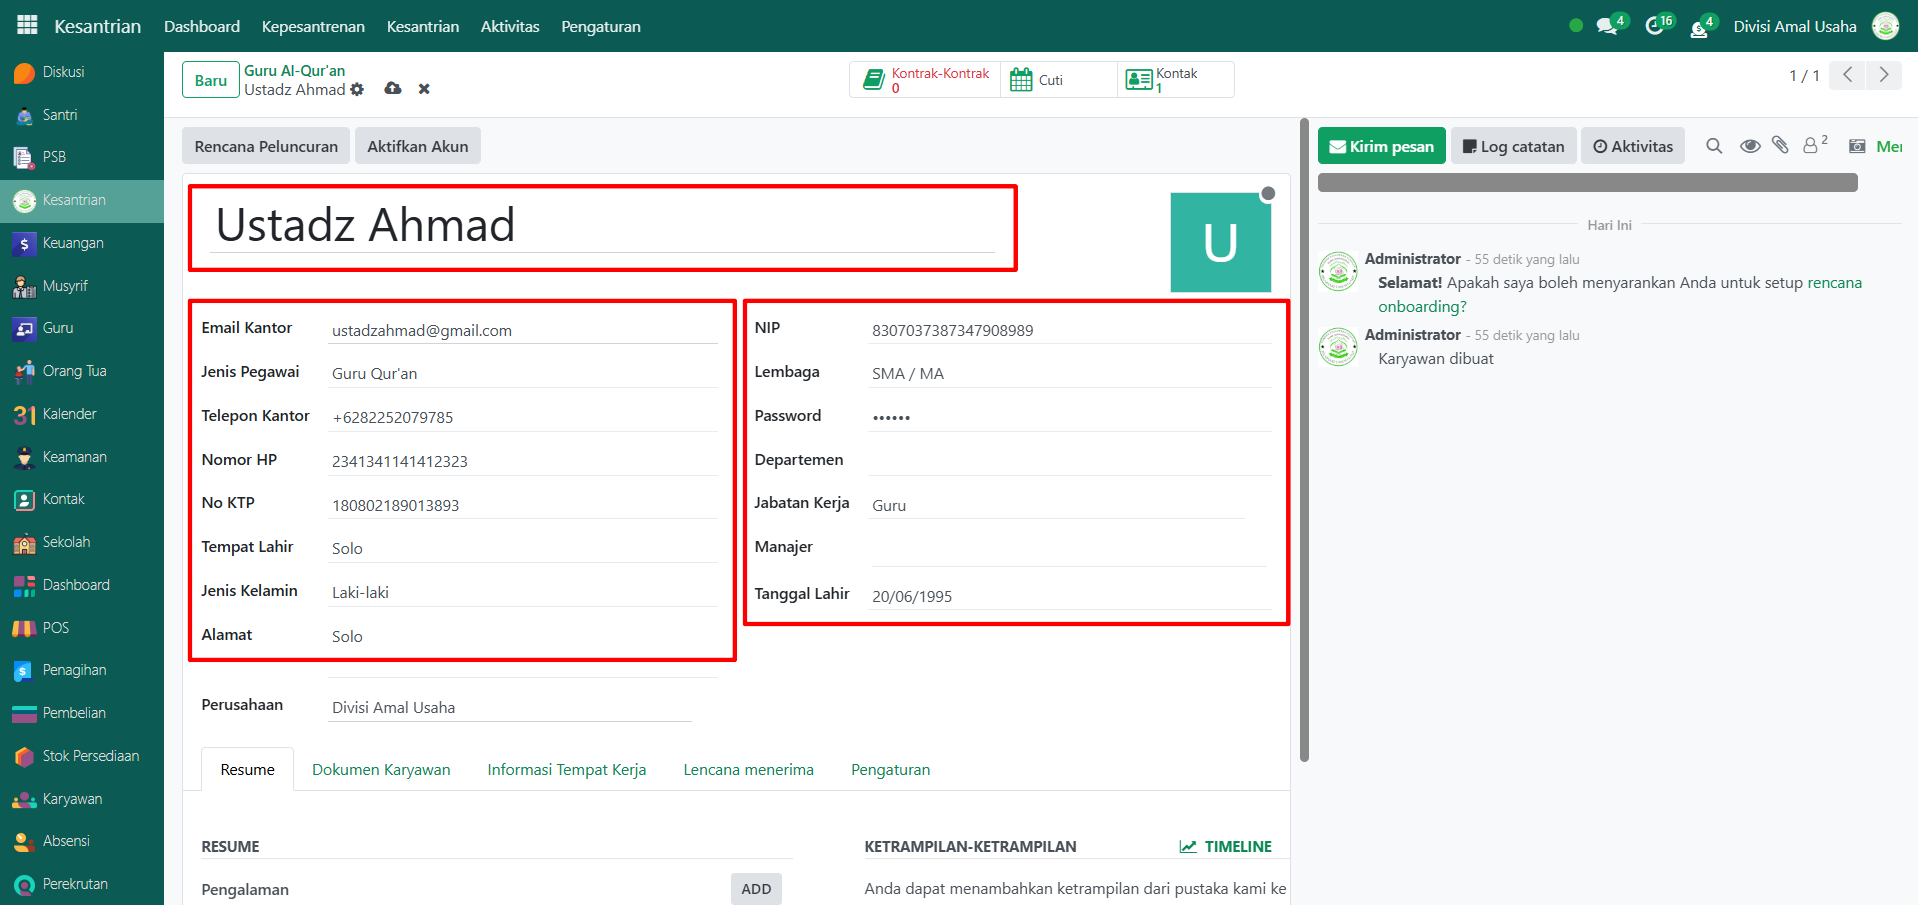 Kesantrian Dashboard Kepesantrenan Kesantrian Aktivitas Pengaturan 4 16 4 Divisi Amal Usaha
Diskusi
Santri
PSB
Kesantrian
Keuangan
Musyrif
Guru
Orang Tua
31 Kalender
Keamanan
Kontak
Sekolah
Dashboard
POS
Penagihan
Pembelian
Stok Persediaan
Karyawan
Absensi
Perekrutan
Baru
Guru Al-Qur'an
Ustadz Ahmad
Kontrak-Kontrak
0
Cuti
Kontak
1
1 / 1
Rencana Peluncuran Aktifkan Akun
Ustadz Ahmad
U
Email Kantor ustadzahmad@gmail.com
Jenis Pegawai Guru Qur'an
Telepon Kantor +6282252079785
Nomor HP 2341341141412323
No KTP 180802189013893
Tempat Lahir Solo
Jenis Kelamin Laki-laki
Alamat Solo
Perusahaan Divisi Amal Usaha
NIP 8307037387347908989
Lembaga SMA / MA
Password ••••••
Departemen
Jabatan Kerja Guru
Manajer
Tanggal Lahir 20/06/1995
Resume Dokumen Karyawan Informasi Tempat Kerja Lencana menerima Pengaturan
RESUME
Pengalaman ADD
KETRAMPILAN-KETRAMPILAN TIMELINE
Anda dapat menambahkan ketrampilan dari pustaka kami ke
Kirim pesan Log catatan Aktivitas 2 Mer
Hari Ini
Administrator - 55 detik yang lalu
Selamat! Apakah saya boleh menyarankan Anda untuk setup rencana
onboarding?
Administrator - 55 detik yang lalu
Karyawan dibuat